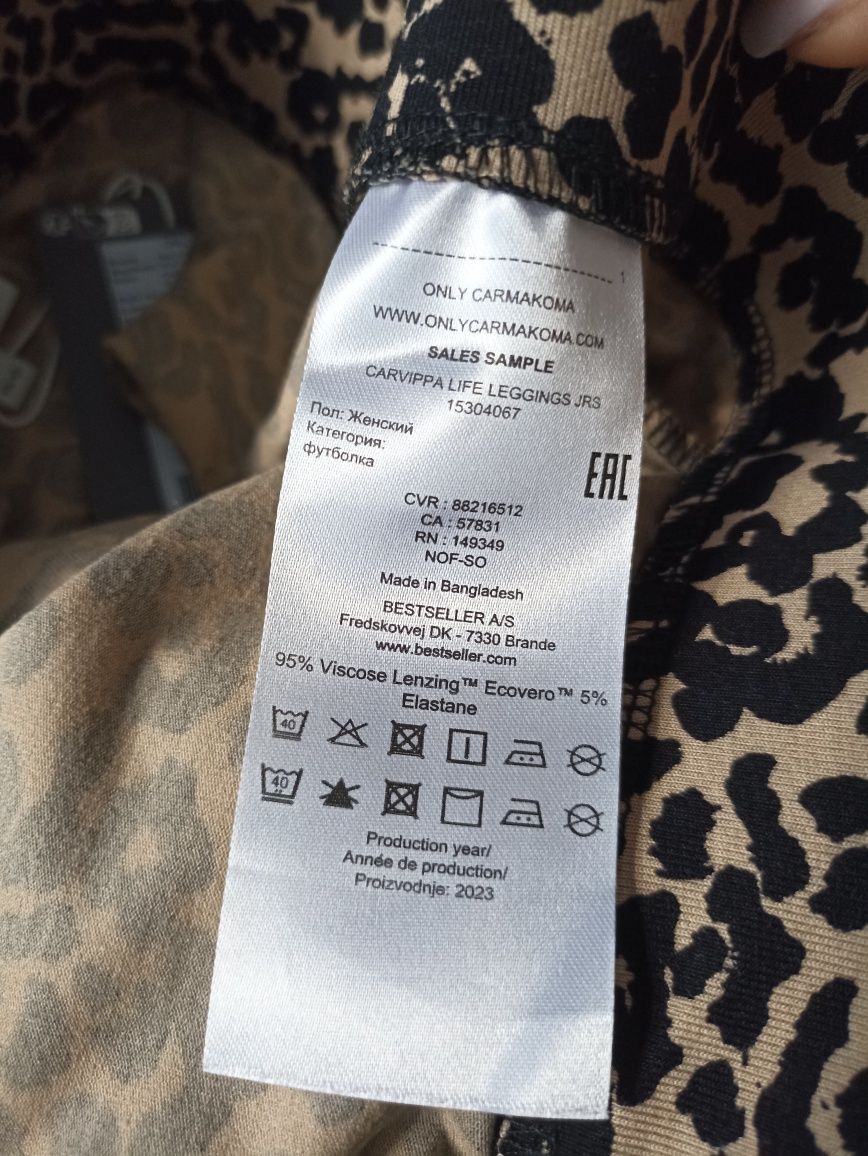 1
ONLY CARMAKOMA
WWW.ONLYCARMAKOMA.COM
SALES SAMPLE
CARVIPPA LIFE LEGGINGS JRS
15304067
Пол: Женский
Категория:
футболка
EAC
CVR : 88216512
CA : 57831
RN : 149349
NOF-SO
Made in Bangladesh
BESTSELLER A/S
Fredskovvej DK - 7330 Brande
www.bestseller.com
95% Viscose Lenzing™ Ecovero™ 5%
Elastane
40
40
Production year/
Année de production/
Proizvodnje: 2023